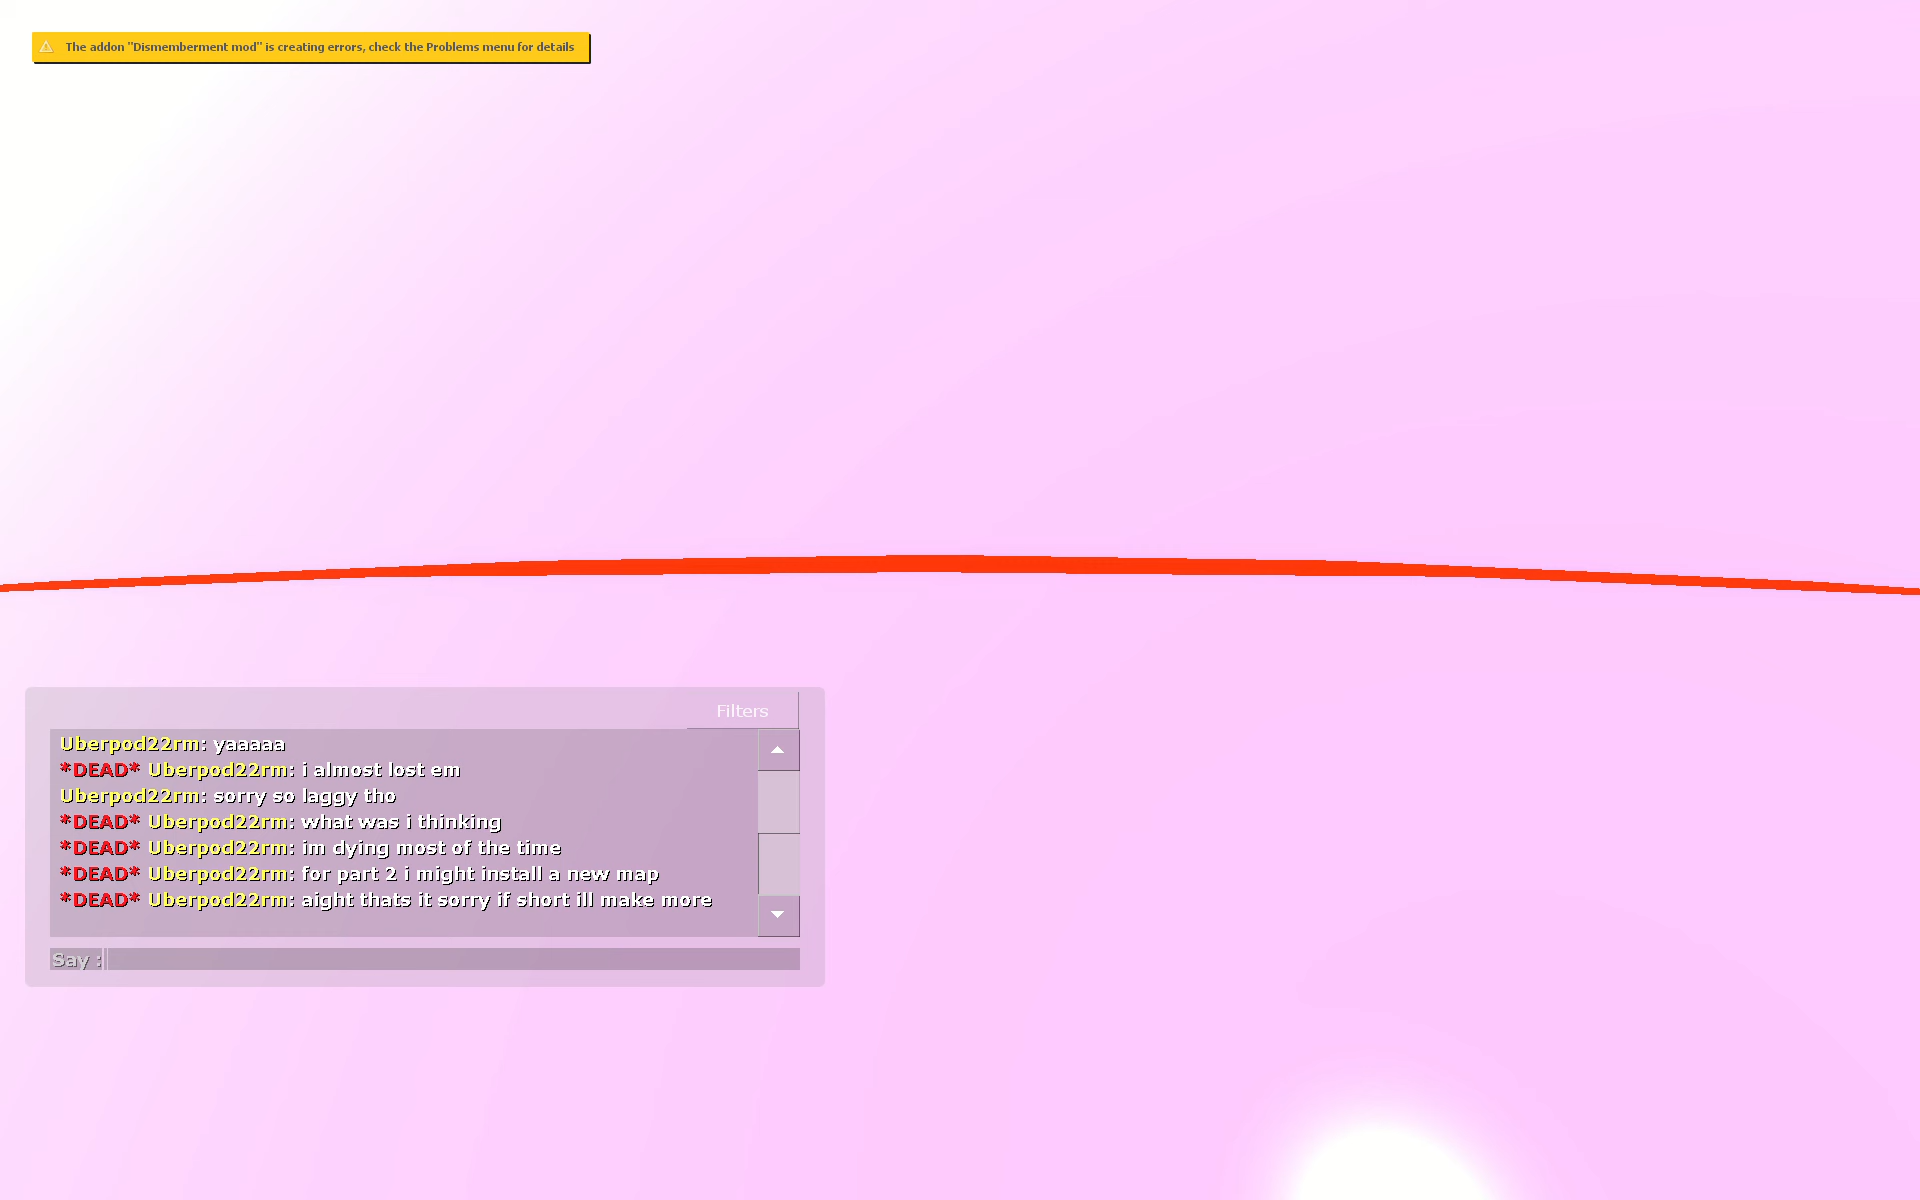 The addon "Dismemberment mod" is creating errors, check the Problems menu for details
Filters
Uberpod22rm: yaaaaa
*DEAD* Uberpod22rm: i almost lost em
Uberpod22rm: sorry so laggy tho
*DEAD* Uberpod22rm: what was i thinking
*DEAD* Uberpod22rm: im dying most of the time
*DEAD* Uberpod22rm: for part 2 i might install a new map
*DEAD* Uberpod22rm: aight thats it sorry if short ill make more
Say :